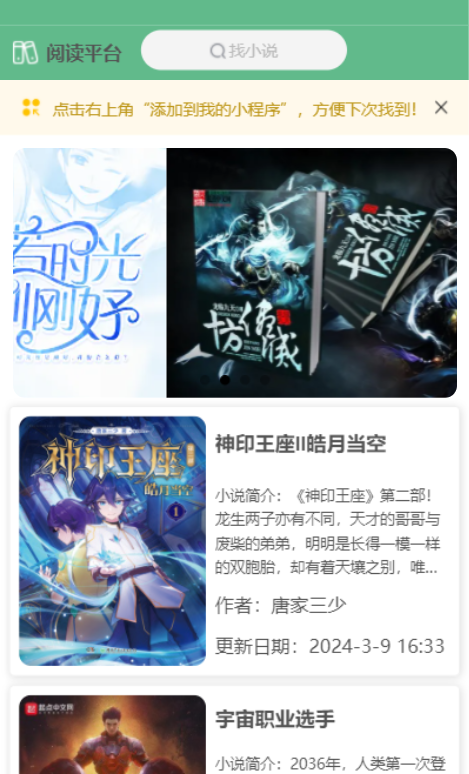 阅读平台
找小说
点击右上角“添加到我的小程序”，方便下次找到！
若时光
刚好
十方
神印王座II皓月当空
神印王座
皓月当空
1
小说简介：《神印王座》第二部！
龙生两子亦有不同，天才的哥哥与
废柴的弟弟，明明是长得一模一样
的双胞胎，却有着天壤之别，唯...
作者：唐家三少
更新日期：2024-3-9 16:33
起点中文网
宇宙职业选手
小说简介：2036年，人类第一次登